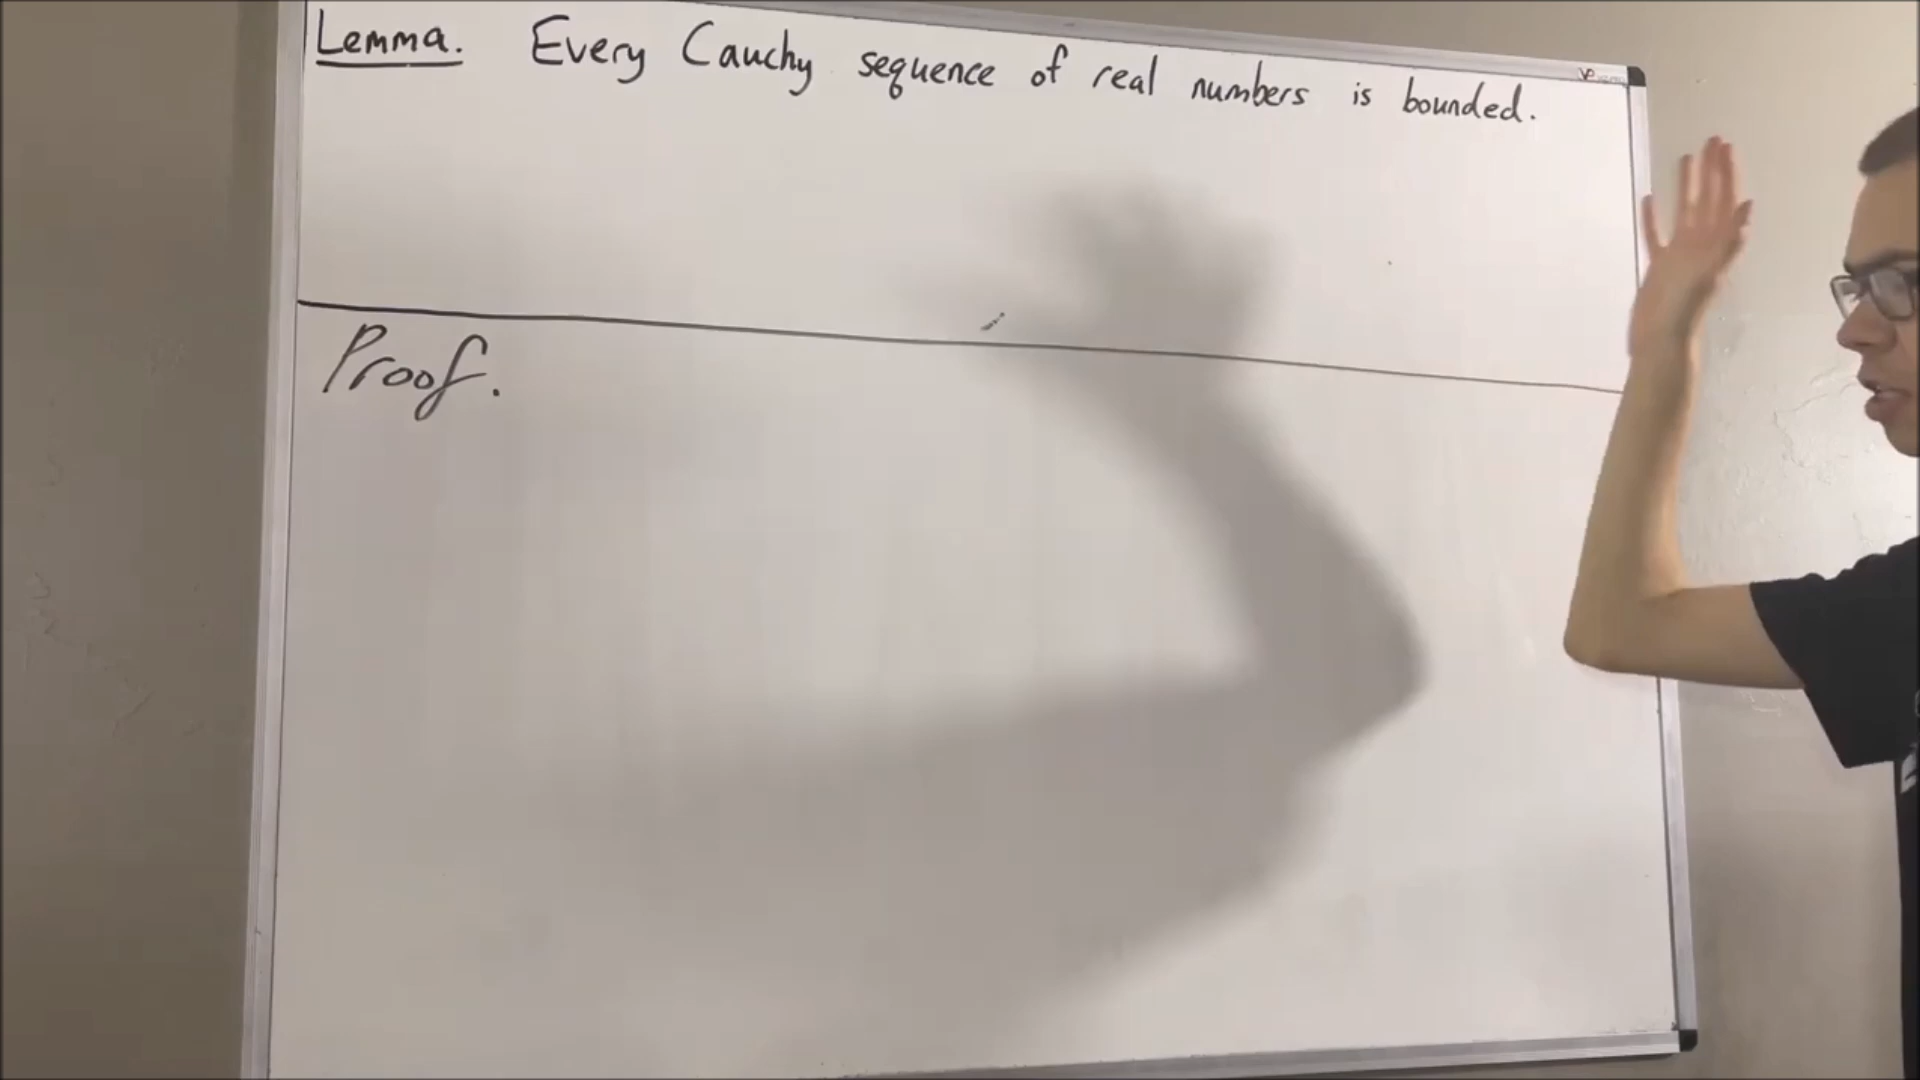 Lemma. Every Cauchy sequence of real numbers is bounded.
Proof.